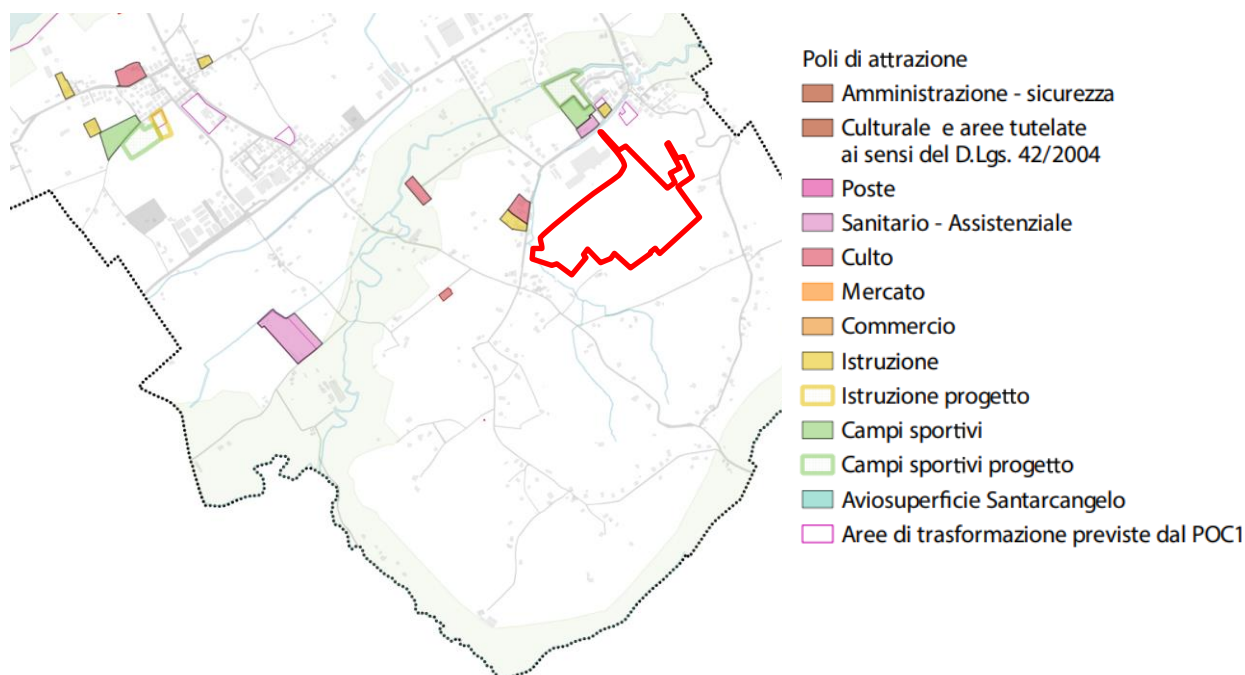 Poli di attrazione
Amministrazione - sicurezza
Culturale e aree tutelate
ai sensi del D.Lgs. 42/2004
Poste
Sanitario - Assistenziale
Culto
Mercato
Commercio
Istruzione
Istruzione progetto
Campi sportivi
Campi sportivi progetto
Aviosuperficie Santarcangelo
Aree di trasformazione previste dal POC1